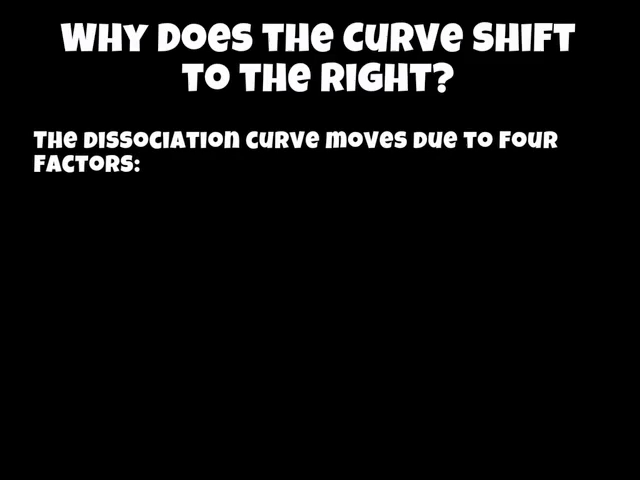 Why Does the Curve Shift
to the Right?
The dissociation curve moves due to four
factors: